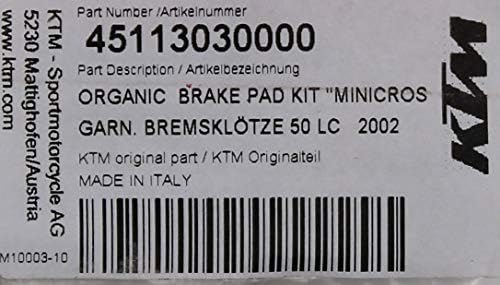 Part Number /Artikelnummer
45113030000
Part Description / Artikelbezeichnung
ORGANIC BRAKE PAD KIT "MINICROS
GARN. BREMSKLÖTZE 50 LC 2002
KTM original part / KTM Originalteil
MADE IN ITALY
KTM - Sportmotorcycle AG
5230 Mattighofen/Austria
www.ktm.com
M10003-10
KTM